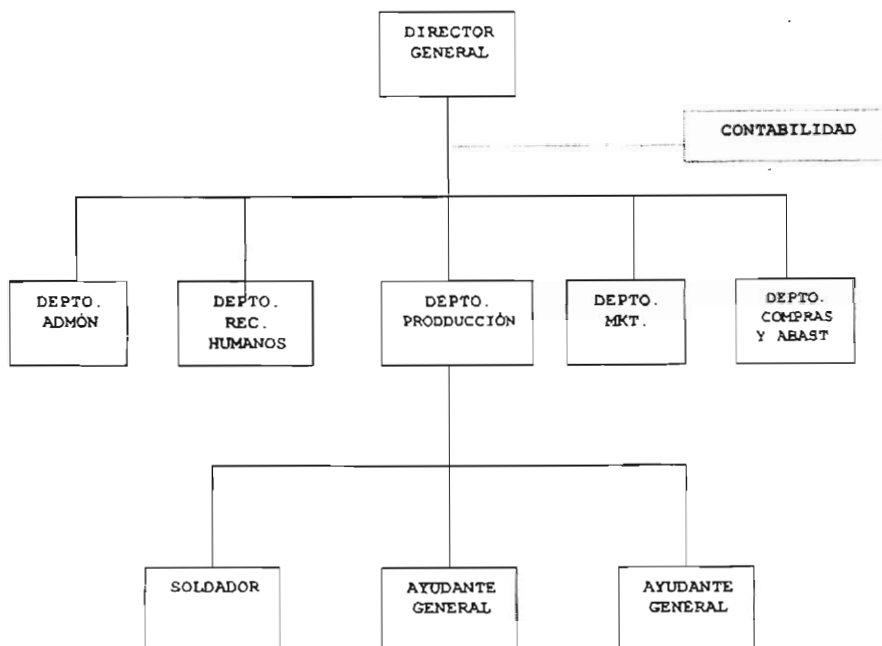 DIRECTOR
GENERAL
CONTABILIDAD
DEPTO.
ADMÓN
DEPTO.
REC.
HUMANOS
DEPTO.
PRODDUCCIÓN
DEPTO.
MKT.
DEPTO.
COMPRAS
Y ABAST
SOLDADOR
AYUDANTE
GENERAL
AYUDANTE
GENERAL